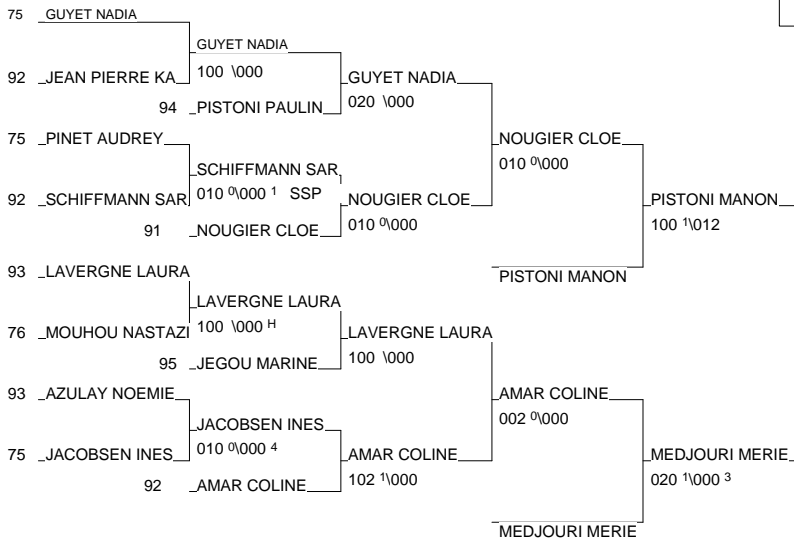 75 GUYET NADIA
GUYET NADIA
92 JEAN PIERRE KA 100 \000 GUYET NADIA
94 PISTONI PAULIN 020 \000
75 PINET AUDREY NOUGIER CLOE
SCHIFFMANN SAR 010 0\000
92 SCHIFFMANN SAR 010 0\000 1 SSP NOUGIER CLOE PISTONI MANON
91 NOUGIER CLOE 010 0\000 100 1\012
93 LAVERGNE LAURA PISTONI MANON
LAVERGNE LAURA
76 MOUHOU NASTAZI 100 \000 H LAVERGNE LAURA
95 JEGOU MARINE 100 \000
93 AZULAY NOEMIE AMAR COLINE
JACOBSEN INES 002 0\000
75 JACOBSEN INES 010 0\000 4 AMAR COLINE MEDJOURI MERIE
92 AMAR COLINE 102 1\000 020 1\000 3
MEDJOURI MERIE